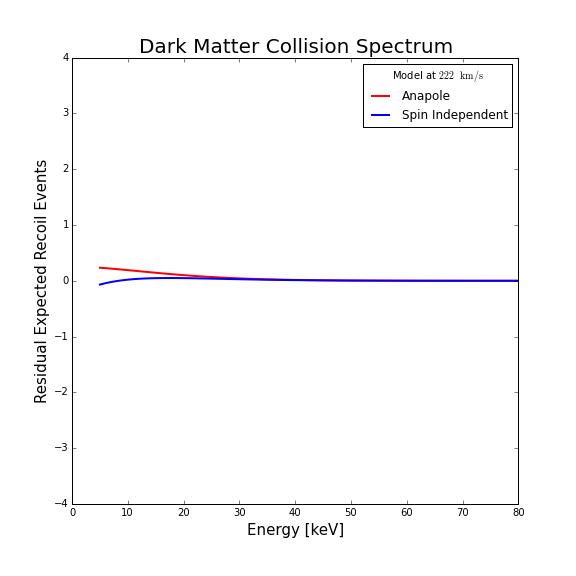 Dark Matter Collision Spectrum
Model at 222 km/s
Anapole
Spin Independent
Residual Expected Recoil Events
4
3
2
1
0
−1
−2
−3
−4
0 10 20 30 40 50 60 70 80
Energy [keV]